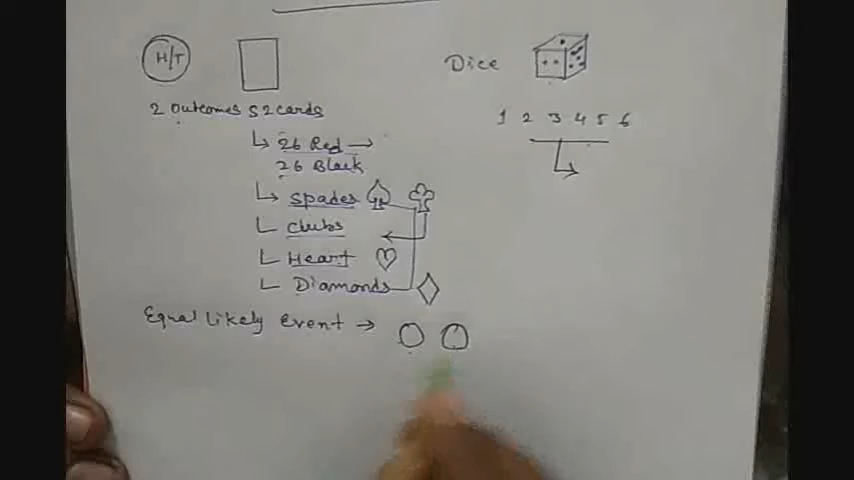 H/T
Dice
2 Outcomes 52 cards
1 2 3 4 5 6
26 Red
26 Black
Spades
Clubs
Heart
Diamonds
Equal likely event